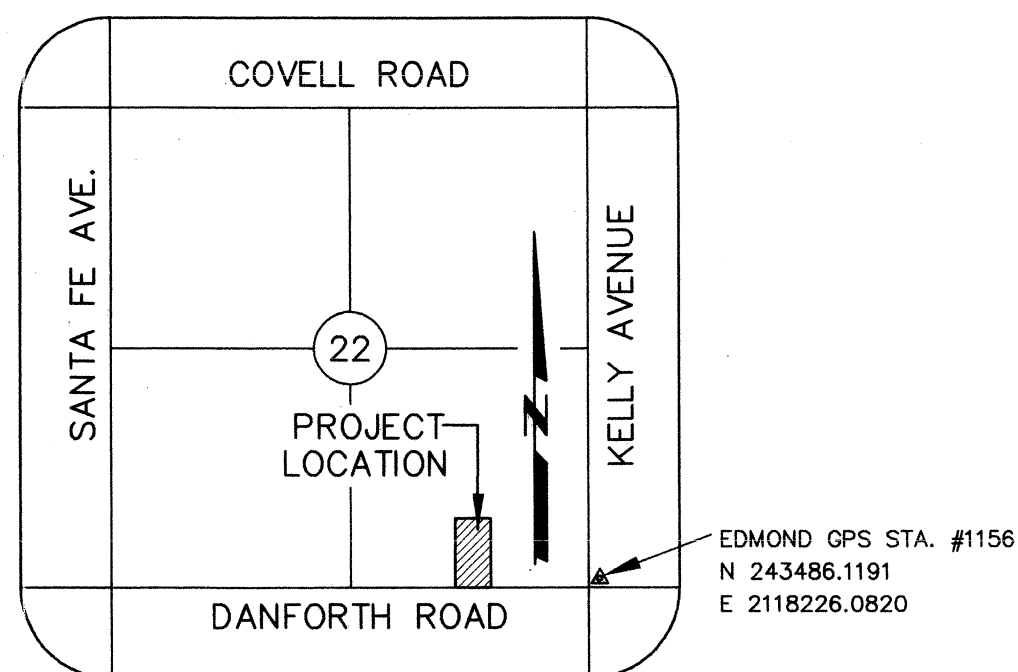 COVELL ROAD
SANTA FE AVE.
KELLY AVENUE
22
N
PROJECT
LOCATION
EDMOND GPS STA. #1156
N 243486.1191
E 2118226.0820
DANFORTH ROAD